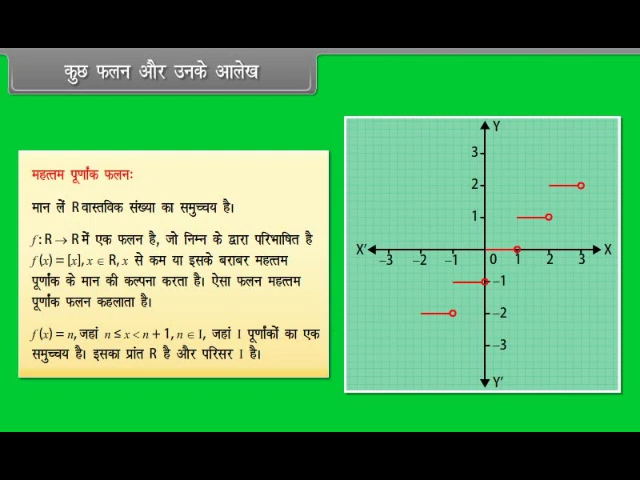 कुछ फलन और उनके आलेख
महत्तम पूर्णांक फलनः
मान लें R वास्तविक संख्या का समुच्चय है।
f : R → R में एक फलन है, जो निम्न के द्वारा परिभाषित है
f (x) = [x], x ∈ R, x से कम या इसके बराबर महत्तम
पूर्णांक के मान की कल्पना करता है। ऐसा फलन महत्तम
पूर्णांक फलन कहलाता है।
f (x) = n, जहां n ≤ x < n + 1, n ∈ I, जहां I पूर्णांकों का एक
समुच्चय है। इसका प्रांत R है और परिसर I है।
Y
3
2
1
X′ −3 −2 −1 1 2 3 X
−1
−2
−3
Y′